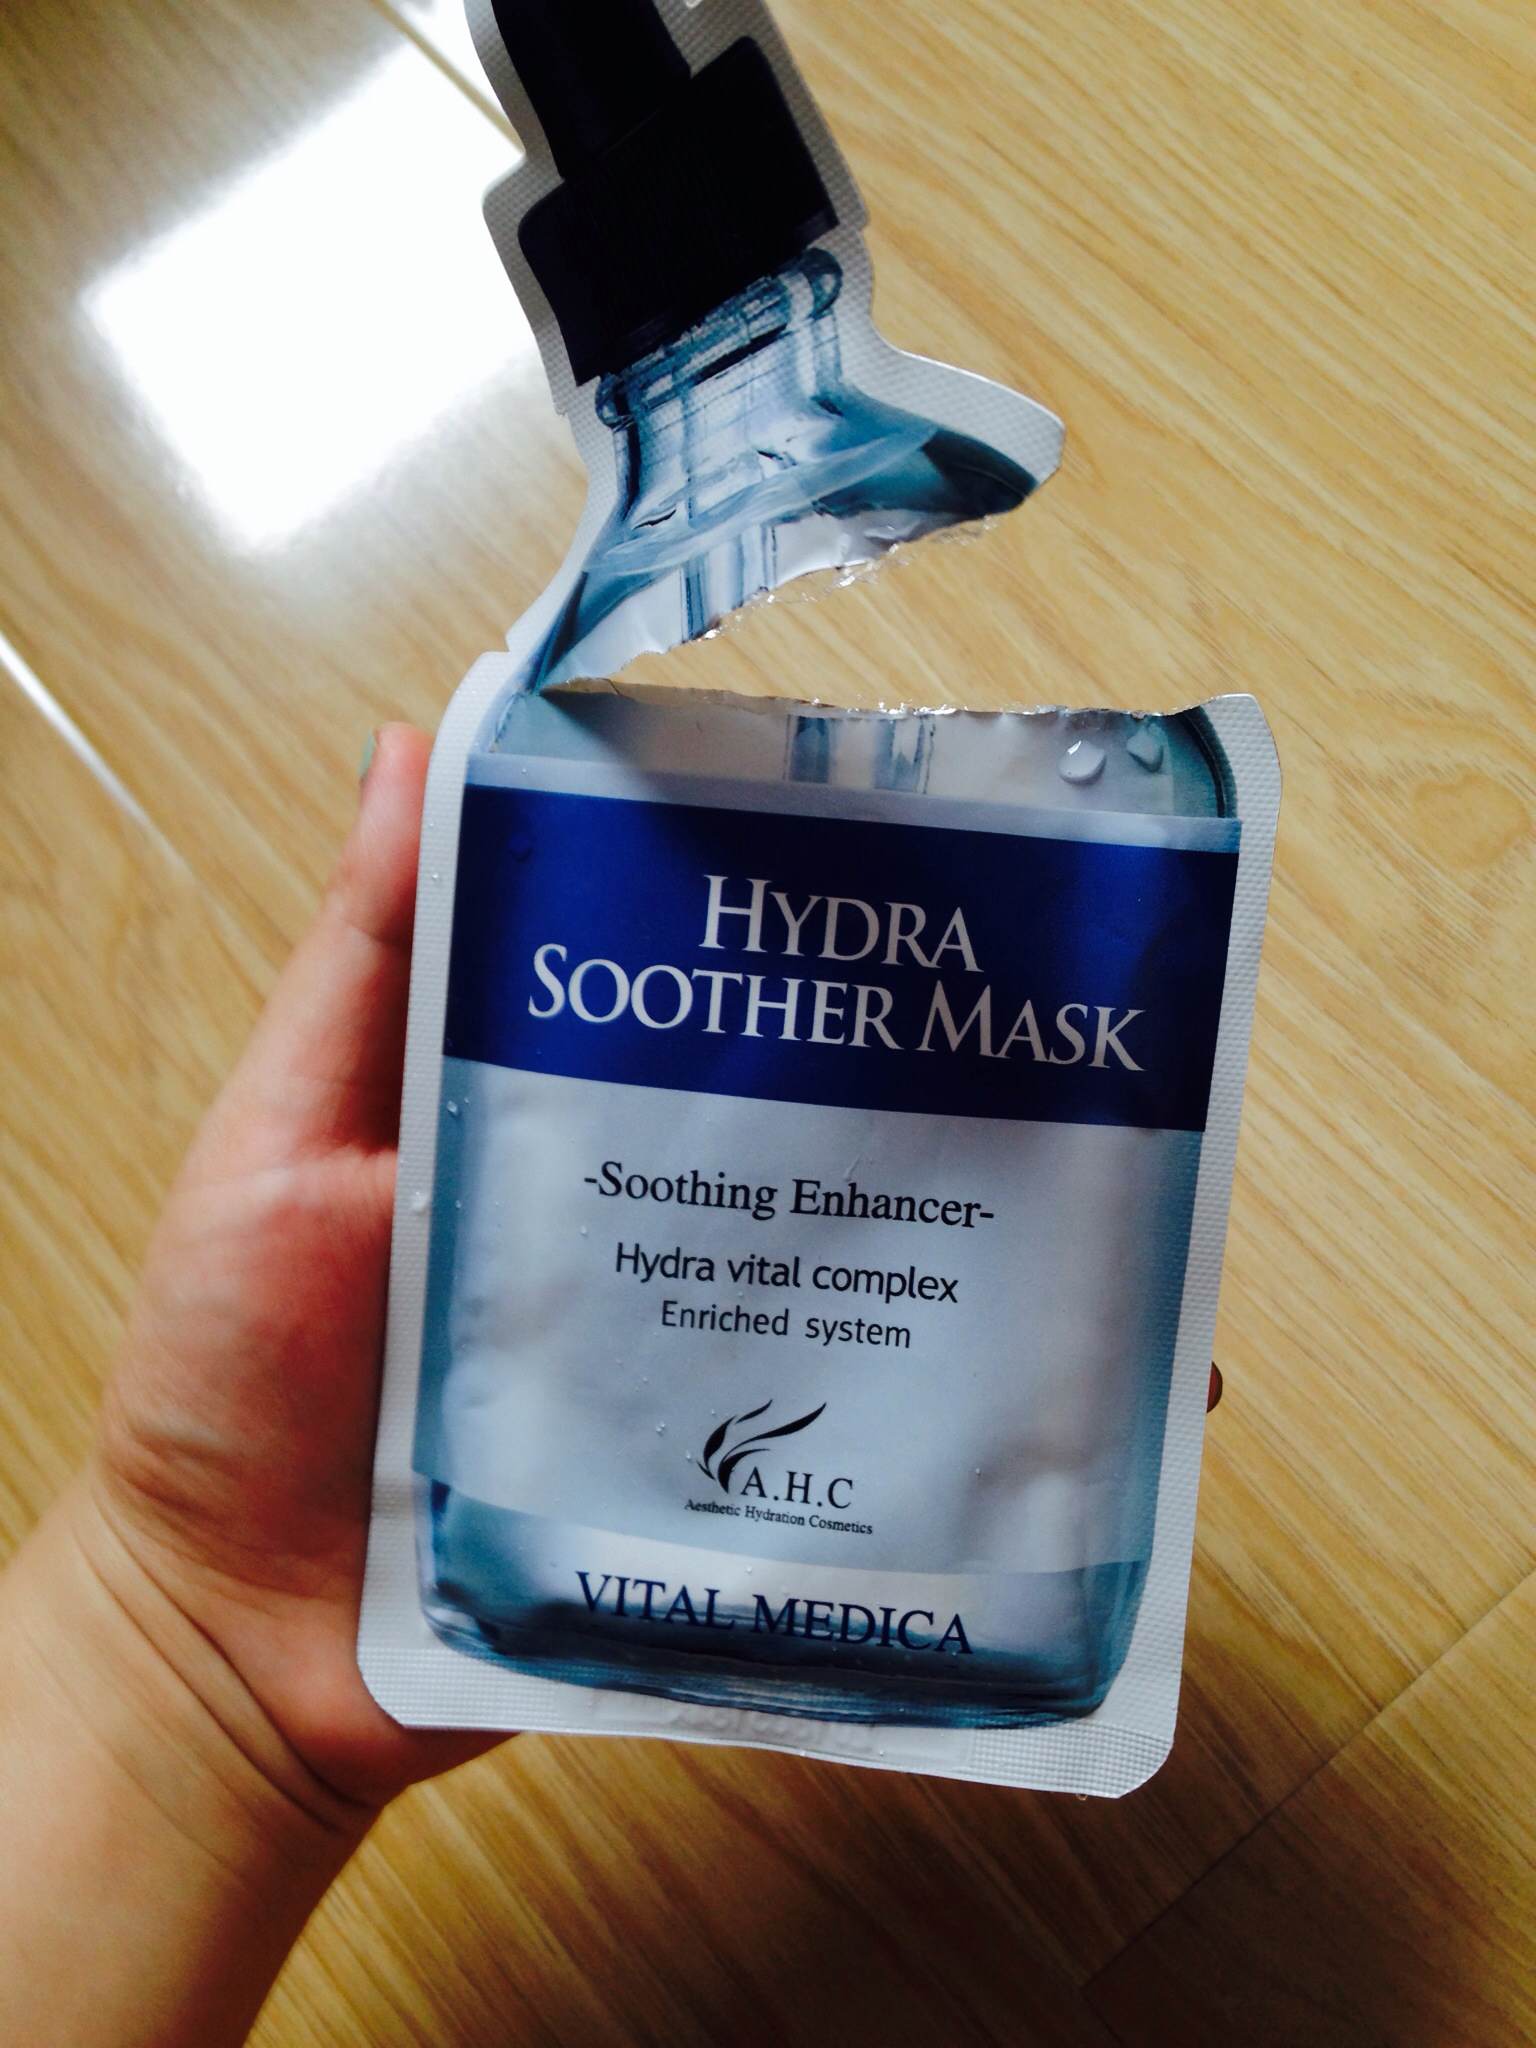 HYDRA
SOOTHER MASK
-Soothing Enhancer-
Hydra vital complex
Enriched system
A.H.C
Aesthetic Hydration Cosmetics
VITAL MEDICA